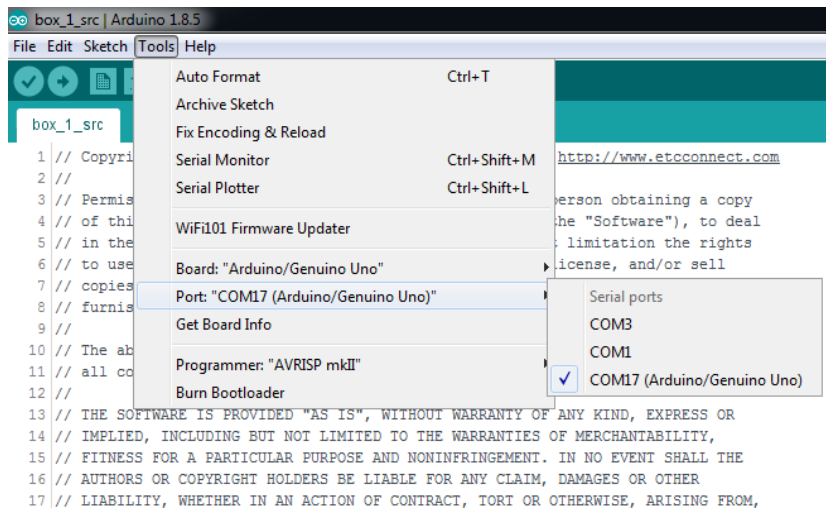 box_1_src | Arduino 1.8.5
File Edit Sketch Tools Help
box_1_src
Auto Format Ctrl+T
Archive Sketch
Fix Encoding & Reload
Serial Monitor Ctrl+Shift+M
Serial Plotter Ctrl+Shift+L
WiFi101 Firmware Updater
Board: "Arduino/Genuino Uno"
Port: "COM17 (Arduino/Genuino Uno)"
Get Board Info
Programmer: "AVRISP mkII"
Burn Bootloader
Serial ports
COM3
COM1
COM17 (Arduino/Genuino Uno)
1 // Copyri http://www.etcconnect.com
2 //
3 // Permis person obtaining a copy
4 // of thi the "Software"), to deal
5 // in the limitation the rights
6 // to use icense, and/or sell
7 // copies
8 // furnis
9 //
10 // The ab
11 // all co
12 //
13 // THE SOFTWARE IS PROVIDED "AS IS", WITHOUT WARRANTY OF ANY KIND, EXPRESS OR
14 // IMPLIED, INCLUDING BUT NOT LIMITED TO THE WARRANTIES OF MERCHANTABILITY,
15 // FITNESS FOR A PARTICULAR PURPOSE AND NONINFRINGEMENT. IN NO EVENT SHALL THE
16 // AUTHORS OR COPYRIGHT HOLDERS BE LIABLE FOR ANY CLAIM, DAMAGES OR OTHER
17 // LIABILITY, WHETHER IN AN ACTION OF CONTRACT, TORT OR OTHERWISE, ARISING FROM,